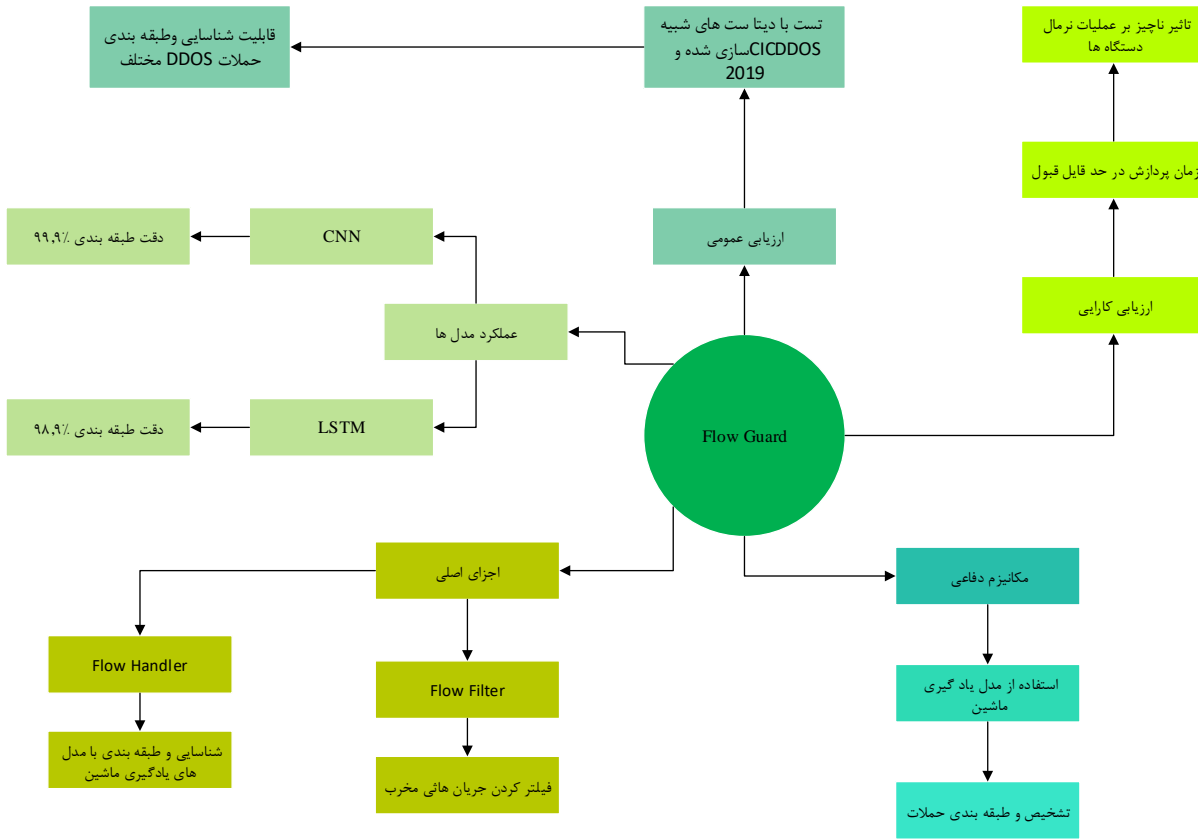 قابلیت شناسایی وطبقه بندی
حملات DDOS مختلف
تست با دیتا ست های شبیه
سازی شده و CICDDOS
2019
تاثیر ناچیز بر عملیات نرمال
دستگاه ها
زمان پردازش در حد قایل قبول
دقت طبقه بندی ٪۹۹,۹
CNN
ارزیابی عمومی
ارزیابی کارایی
عملکرد مدل ها
دقت طبقه بندی ٪۹۸,۹
LSTM
Flow Guard
اجزای اصلی
مکانیزم دفاعی
Flow Handler
Flow Filter
استفاده از مدل یاد گیری
ماشین
شناسایی و طبقه بندی با مدل
های یادگیری ماشین
فیلتر کردن جریان هائی مخرب
تشخیص و طبقه بندی حملات